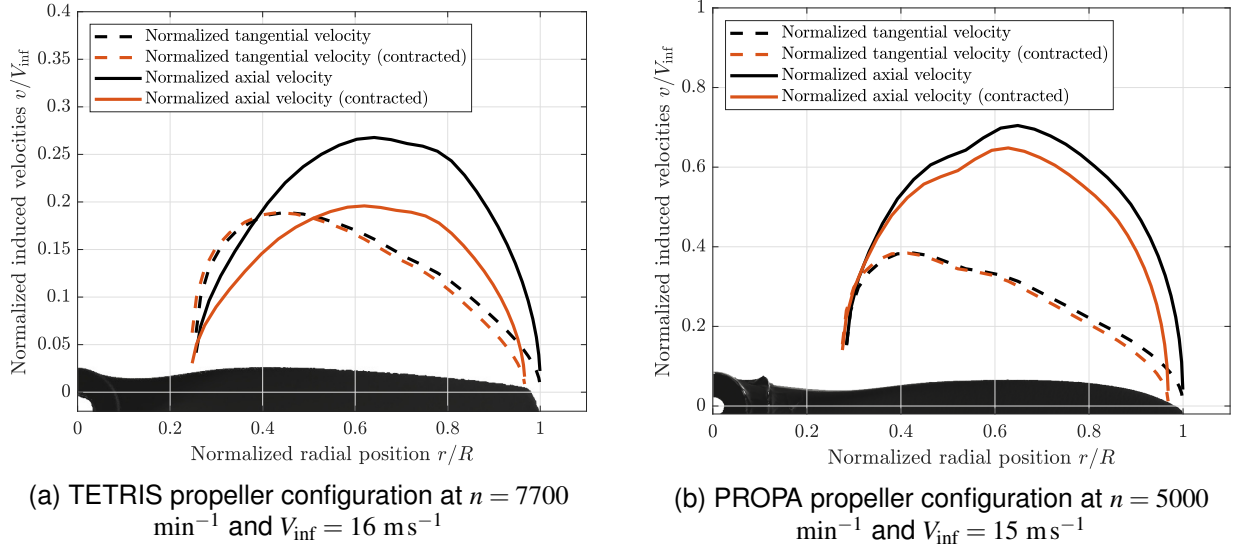 0.4
0.35
0.3
0.25
0.2
0.15
0.1
0.05
0
Normalized induced velocities v/V_inf
Normalized tangential velocity
Normalized tangential velocity (contracted)
Normalized axial velocity
Normalized axial velocity (contracted)
0 0.2 0.4 0.6 0.8 1
Normalized radial position r/R
(a) TETRIS propeller configuration at n = 7700
min⁻¹ and V_inf = 16 m s⁻¹
1
0.8
0.6
0.4
0.2
0
Normalized induced velocities v/V_inf
Normalized tangential velocity
Normalized tangential velocity (contracted)
Normalized axial velocity
Normalized axial velocity (contracted)
0 0.2 0.4 0.6 0.8 1
Normalized radial position r/R
(b) PROPA propeller configuration at n = 5000
min⁻¹ and V_inf = 15 m s⁻¹